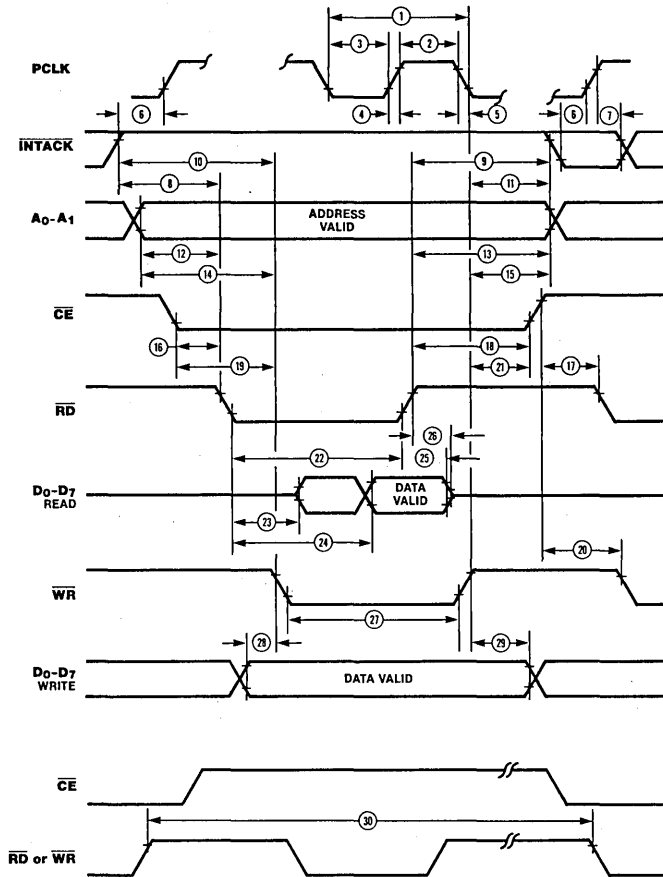 1
3 2
PCLK
6 4 5 6 7
INTACK
10 9
8 11
A0-A1
ADDRESS
VALID
12 13
14 15
CE
16 18
19 21 17
RD
26
22 25
D0-D7
READ
DATA
VALID
23
24 20
WR
27
28 29
D0-D7
WRITE
DATA VALID
CE
30
RD or WR